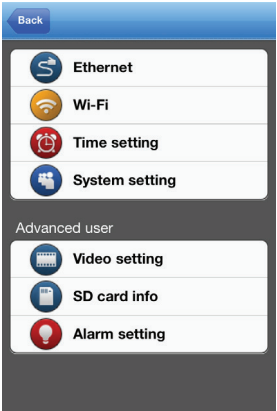 Back
Ethernet
Wi-Fi
Time setting
System setting
Advanced user
Video setting
SD card info
Alarm setting